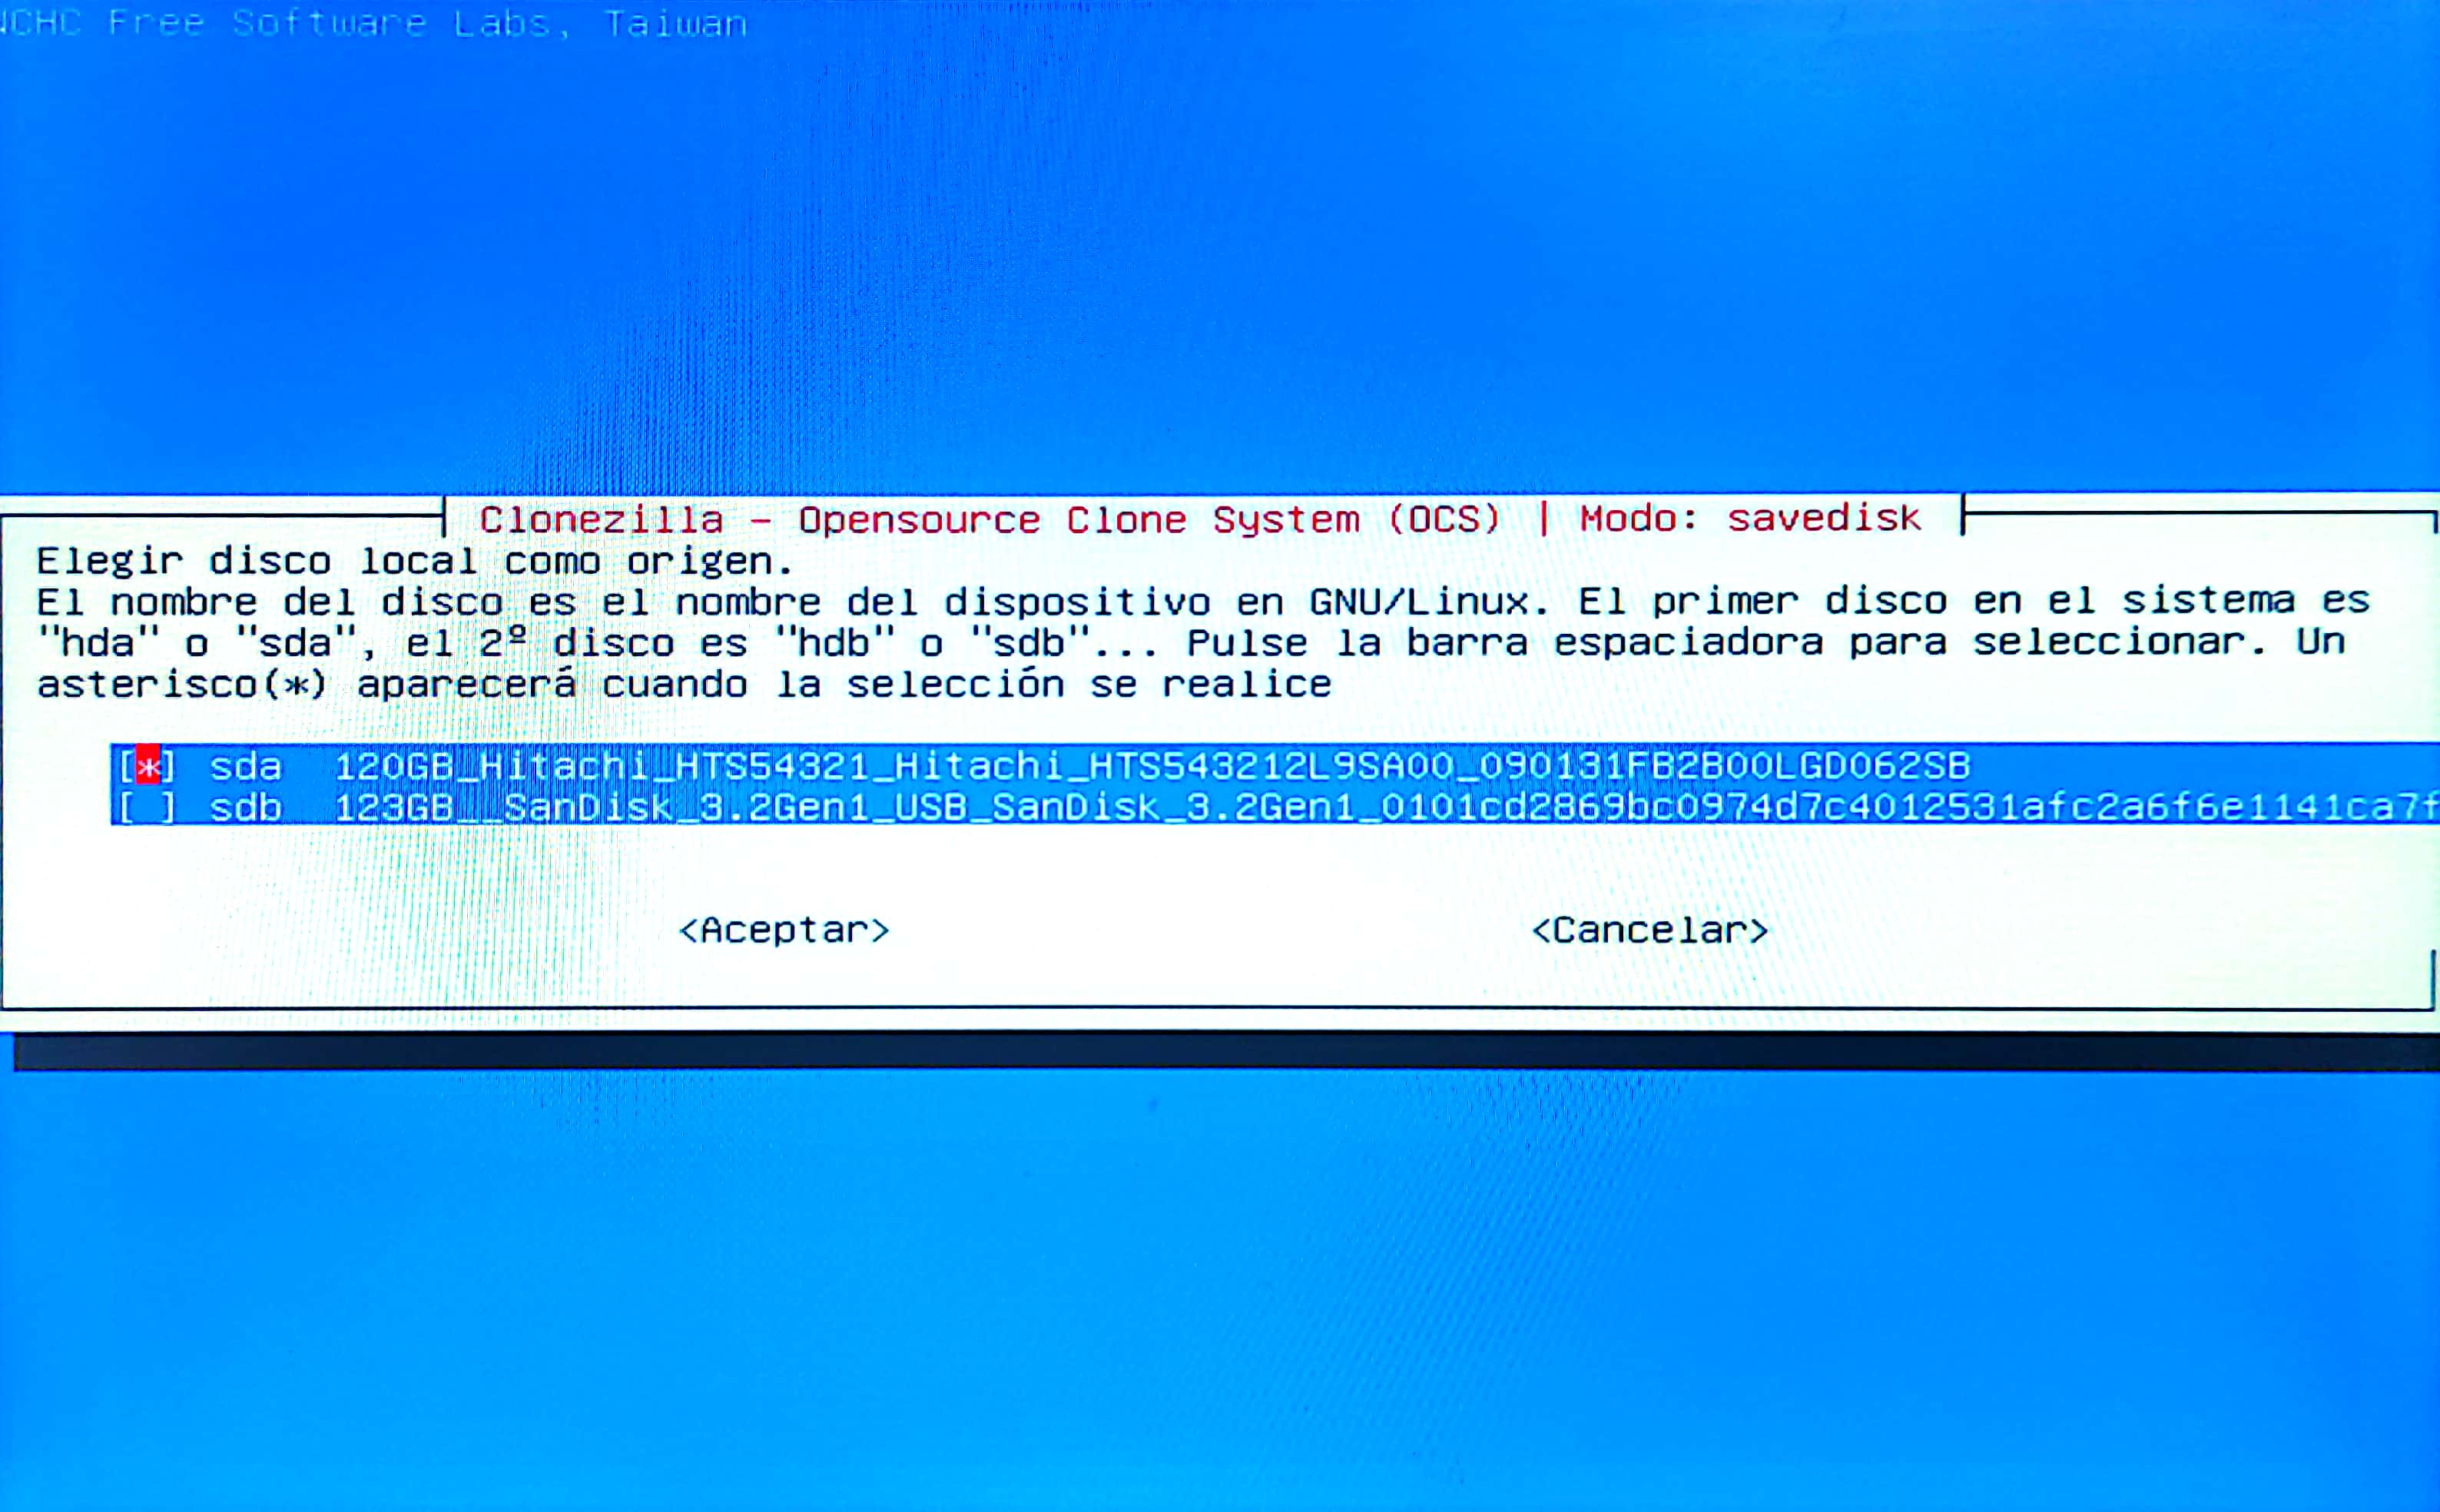 NCHC Free Software Labs, Taiwan
Clonezilla - Opensource Clone System (OCS) | Modo: savedisk
Elegir disco local como origen.
El nombre del disco es el nombre del dispositivo en GNU/Linux. El primer disco en el sistema es
"hda" o "sda", el 2º disco es "hdb" o "sdb"... Pulse la barra espaciadora para seleccionar. Un
asterisco(*) aparecerá cuando la selección se realice
[*] sda 120GB_Hitachi_HTS54321_Hitachi_HTS543212L9SA00_090131FB2B00LGD062SB
[ ] sdb 123GB__SanDisk_3.2Gen1_USB_SanDisk_3.2Gen1_0101cd2869bc0974d7c4012531afc2a6f6e1141ca7f
<Aceptar> <Cancelar>